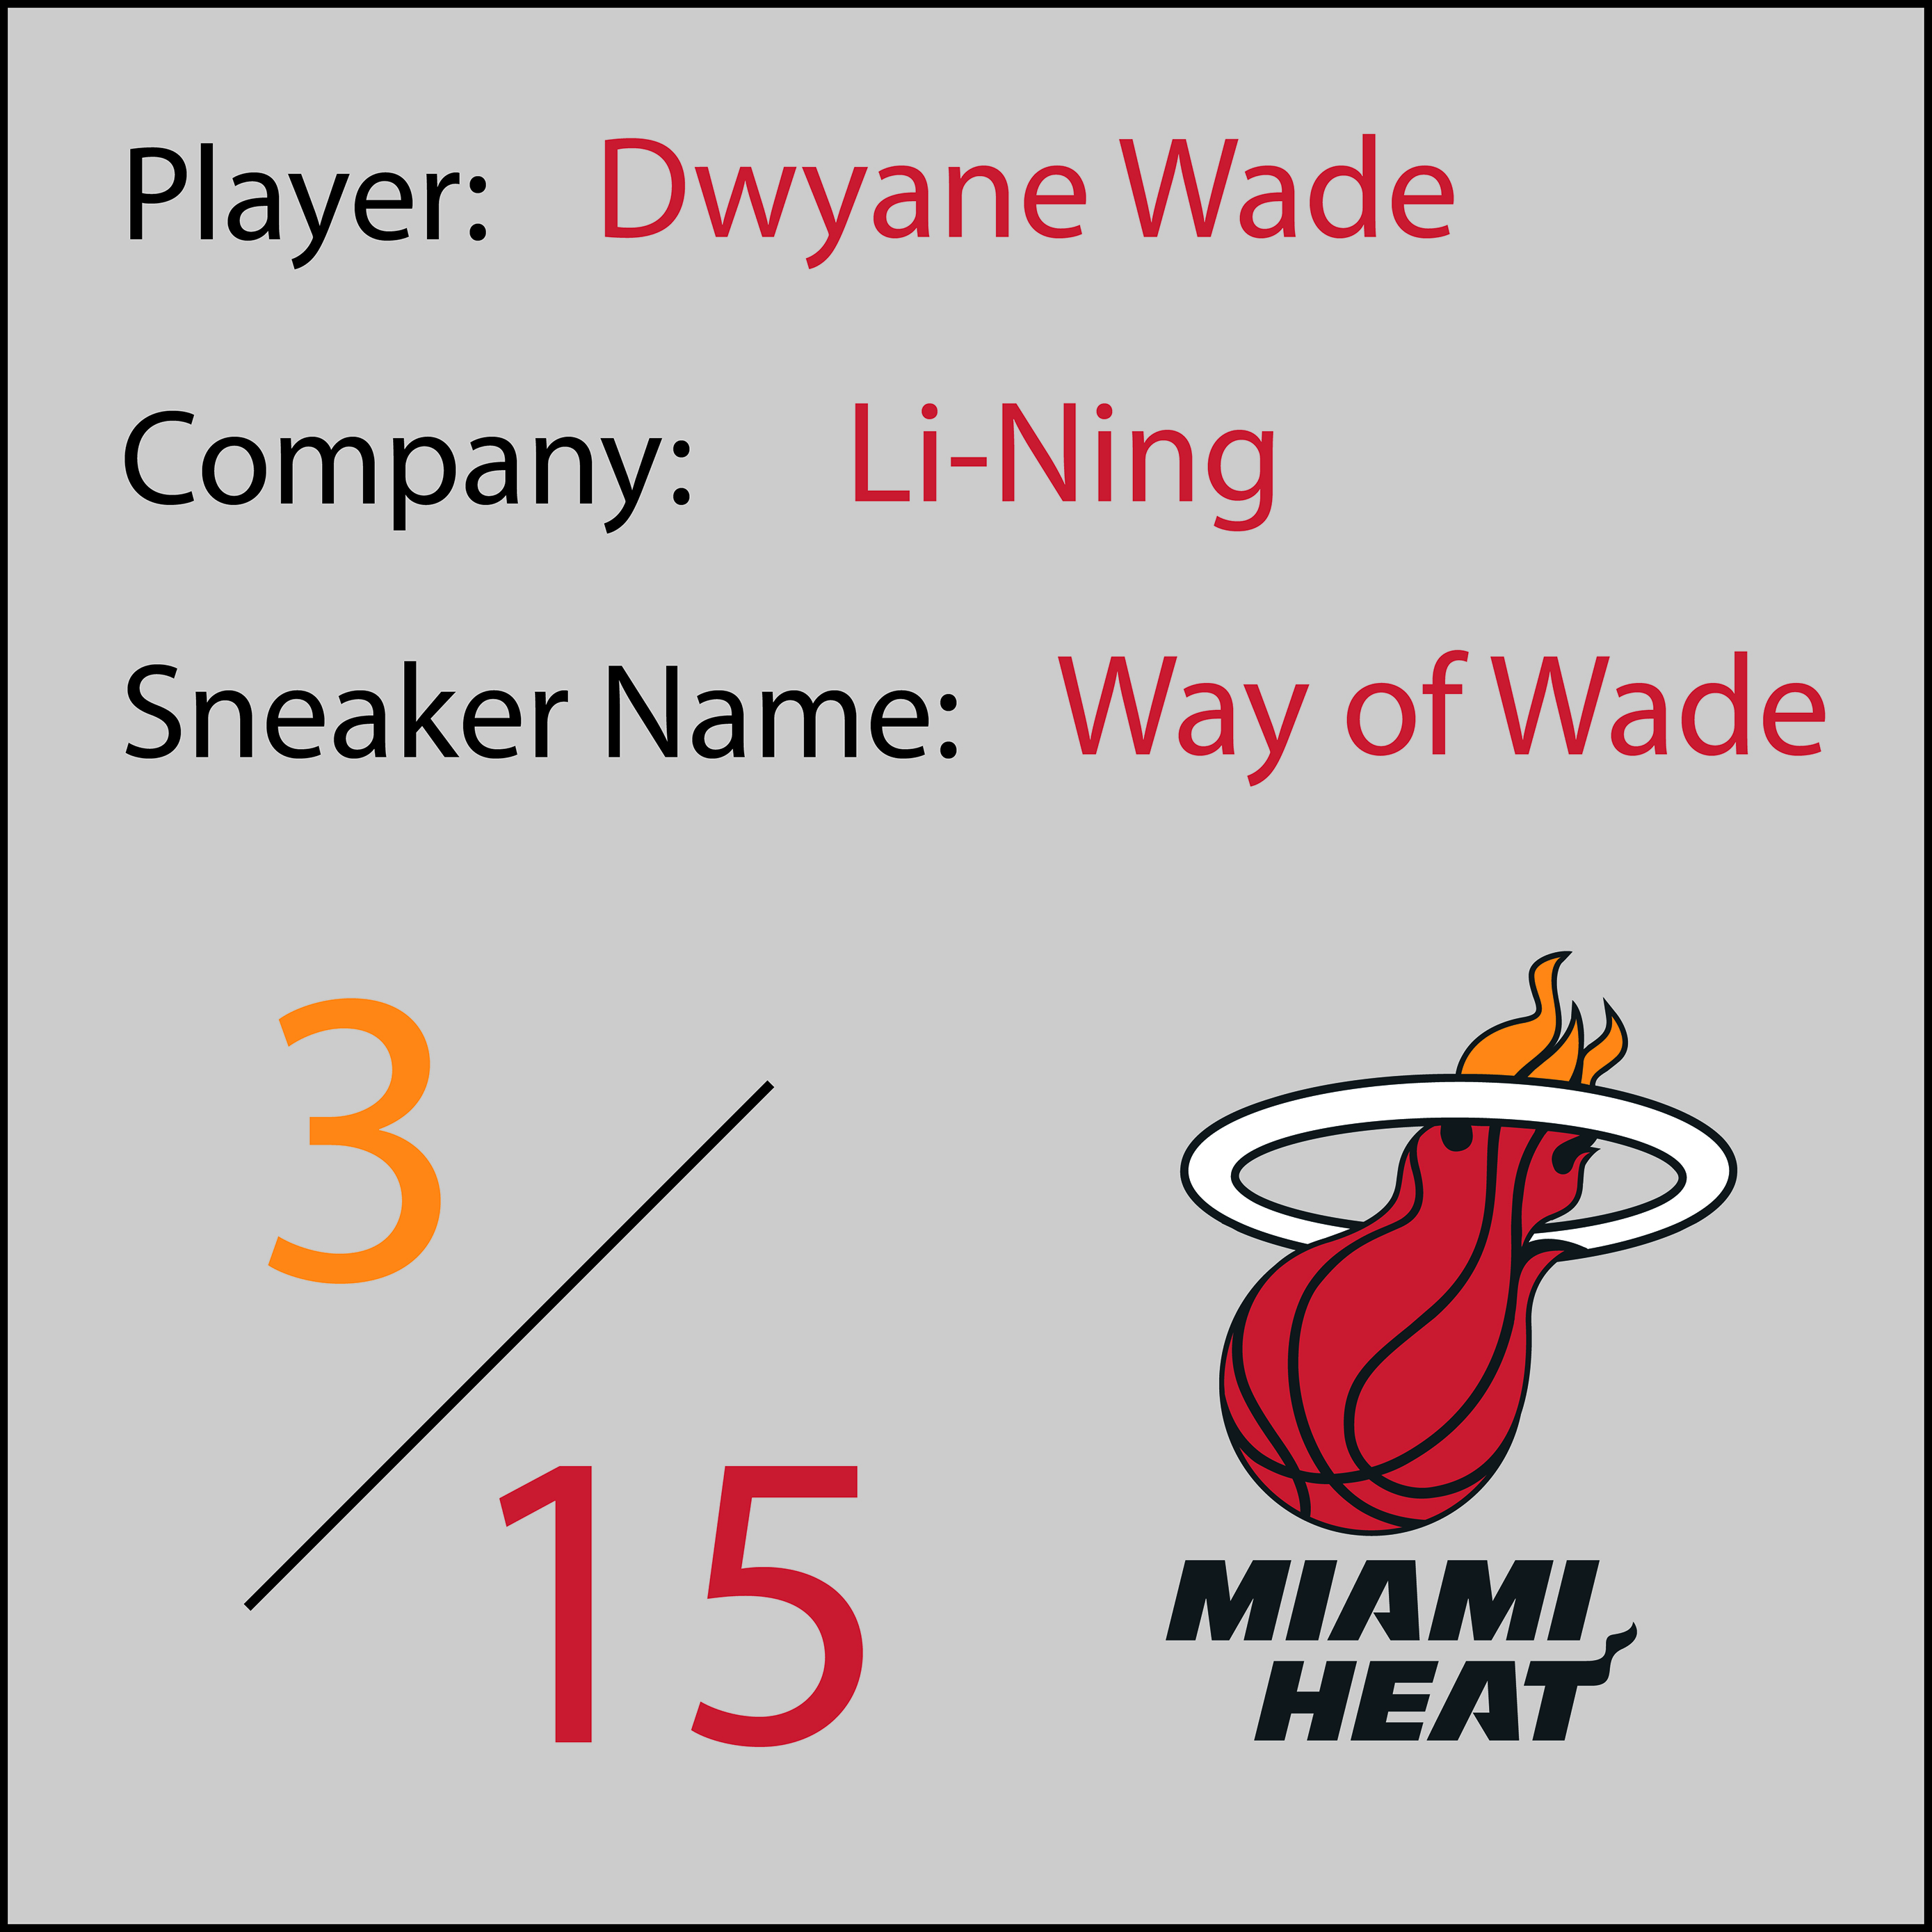 Player: Dwyane Wade
Company: Li-Ning
Sneaker Name: Way of Wade
3/15
MIAMI
HEAT